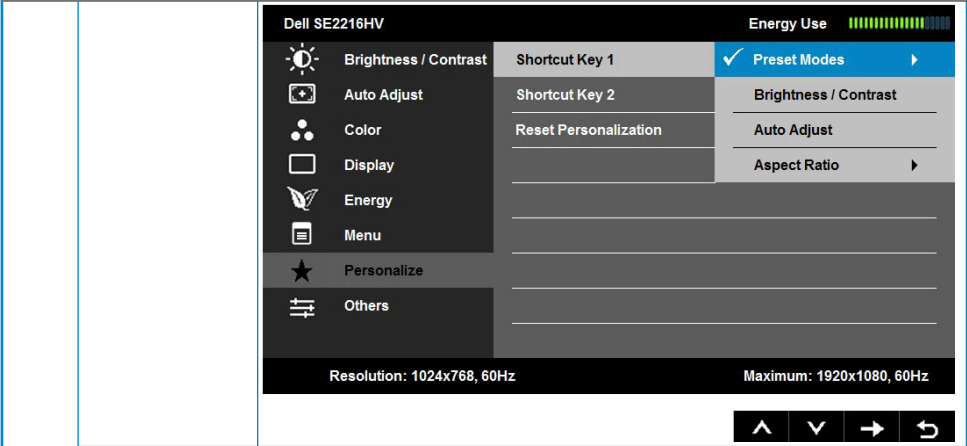 Dell SE2216HV Energy Use
Brightness / Contrast Shortcut Key 1 Preset Modes
Auto Adjust Shortcut Key 2 Brightness / Contrast
Color Reset Personalization Auto Adjust
Display Aspect Ratio
Energy
Menu
Personalize
Others
Resolution: 1024x768, 60Hz Maximum: 1920x1080, 60Hz